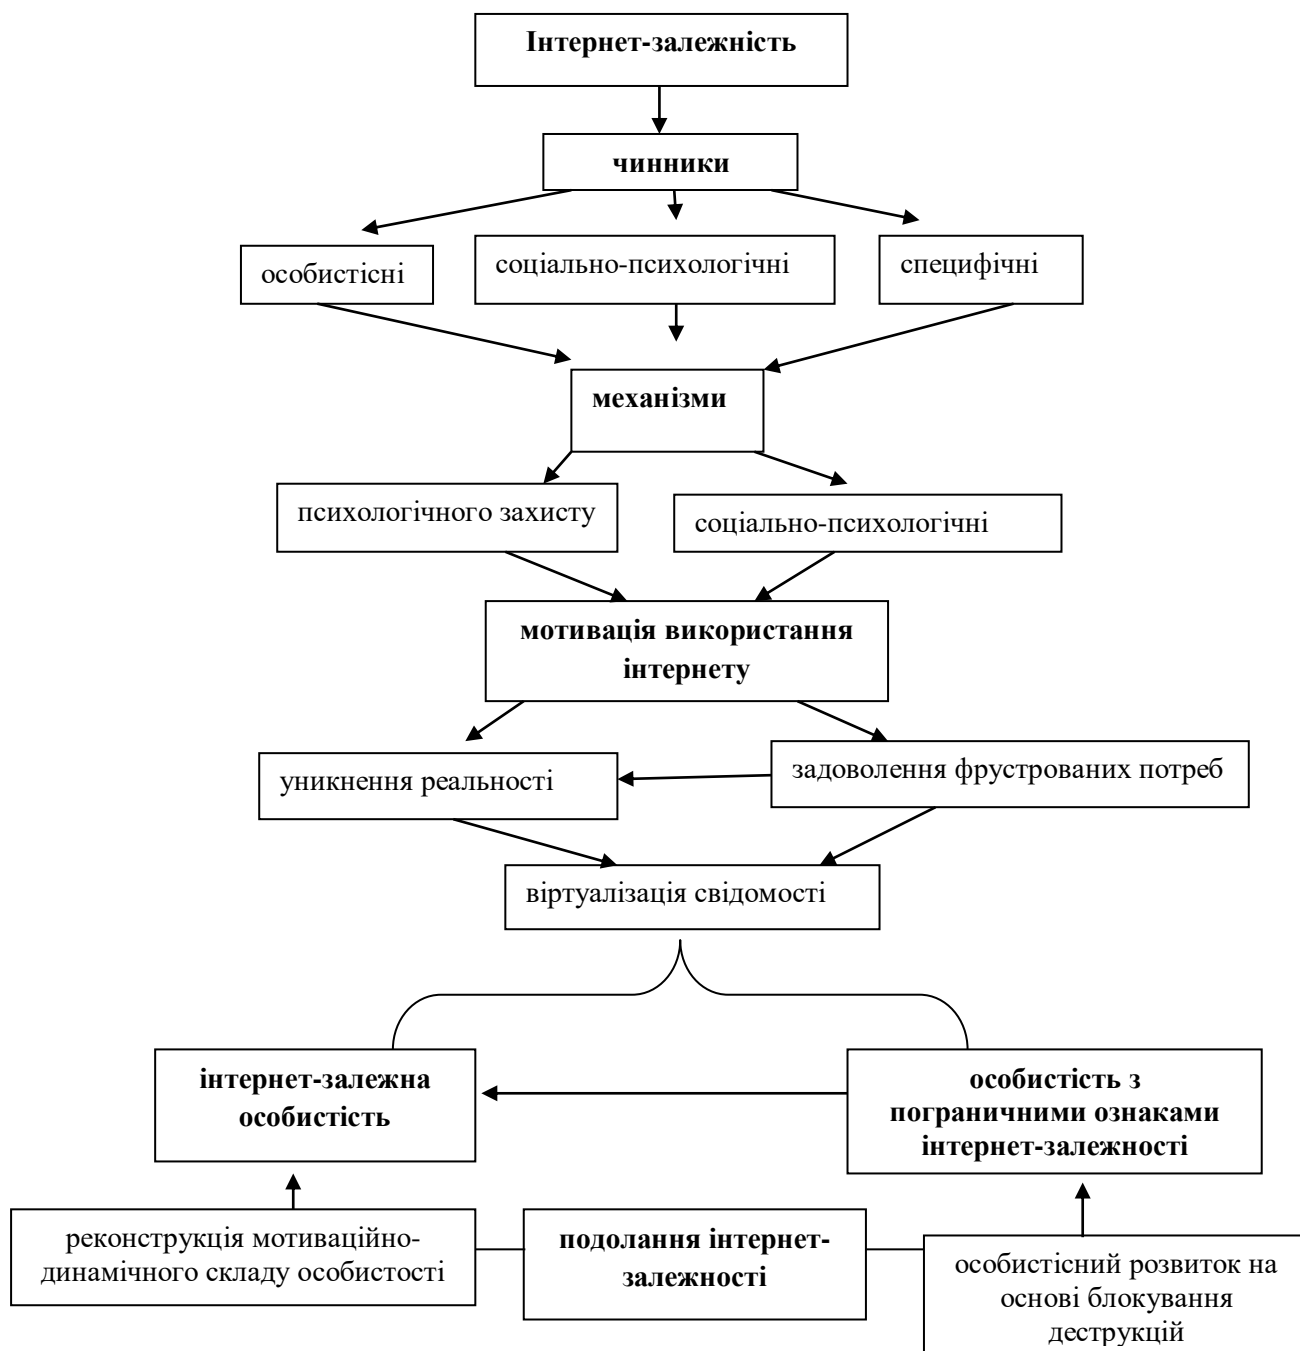 Інтернет-залежність
чинники
особистісні
соціально-психологічні
специфічні
механізми
психологічного захисту
соціально-психологічні
мотивація використання
інтернету
уникнення реальності
задоволення фрустрованих потреб
віртуалізація свідомості
інтернет-залежна
особистість
особистість з
пограничними ознаками
інтернет-залежності
реконструкція мотиваційно-
динамічного складу особистості
подолання інтернет-
залежності
особистісний розвиток на
основі блокування
деструкцій